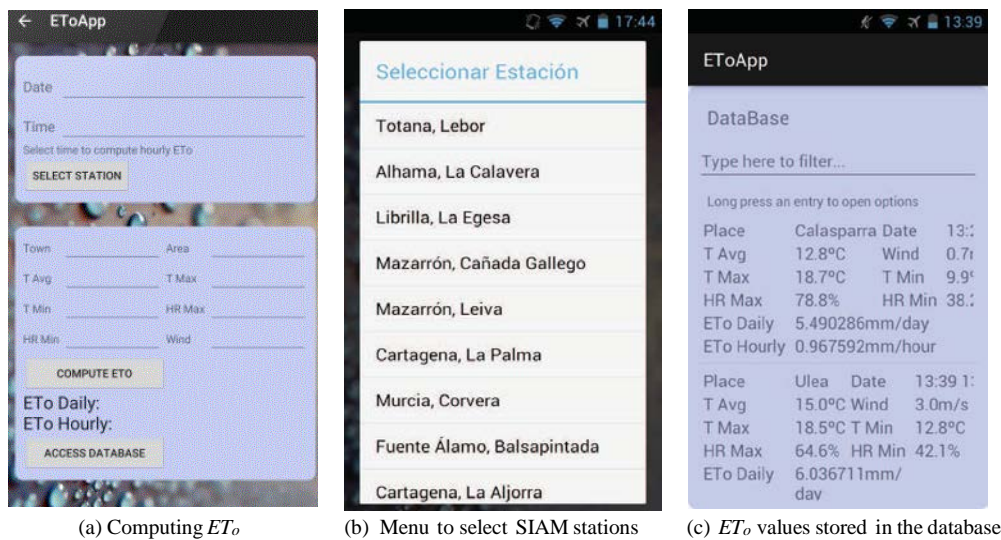 ← EToApp
Date
Time
Select time to compute hourly ETo
SELECT STATION
Town Area
T Avg T Max
T Min HR Max
HR Min Wind
COMPUTE ETO
ETo Daily:
ETo Hourly:
ACCESS DATABASE
(a) Computing ETo
17:44
Seleccionar Estación
Totana, Lebor
Alhama, La Calavera
Librilla, La Egesa
Mazarrón, Cañada Gallego
Mazarrón, Leiva
Cartagena, La Palma
Murcia, Corvera
Fuente Álamo, Balsapintada
Cartagena, La Aljorra
(b) Menu to select SIAM stations
13:39
EToApp
DataBase
Type here to filter...
Long press an entry to open options
Place Calasparra Date
T Avg 12.8ºC Wind
T Max 18.7ºC T Min
HR Max 78.8% HR Min
ETo Daily 5.490286mm/day
ETo Hourly 0.967592mm/hour
Place Ulea Date 13:39
T Avg 15.0ºC Wind 3.0m/s
T Max 18.5ºC T Min 12.8ºC
HR Max 64.6% HR Min 42.1%
ETo Daily 6.036711mm/
day
(c) ETo values stored in the database